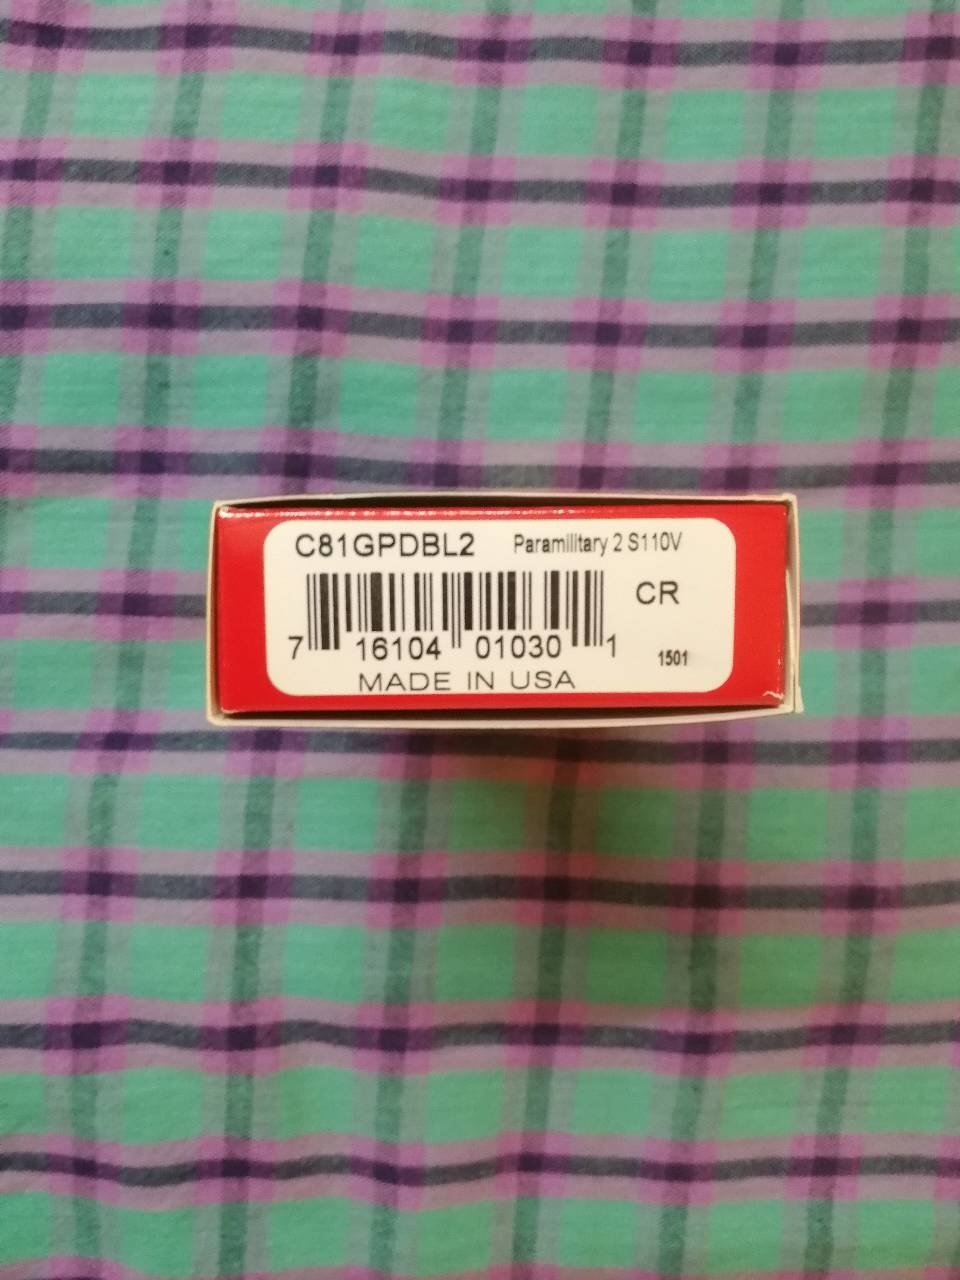 C81GPDBL2 Paramilitary 2 S110V
CR
7 16104 01030 1
1501
MADE IN USA